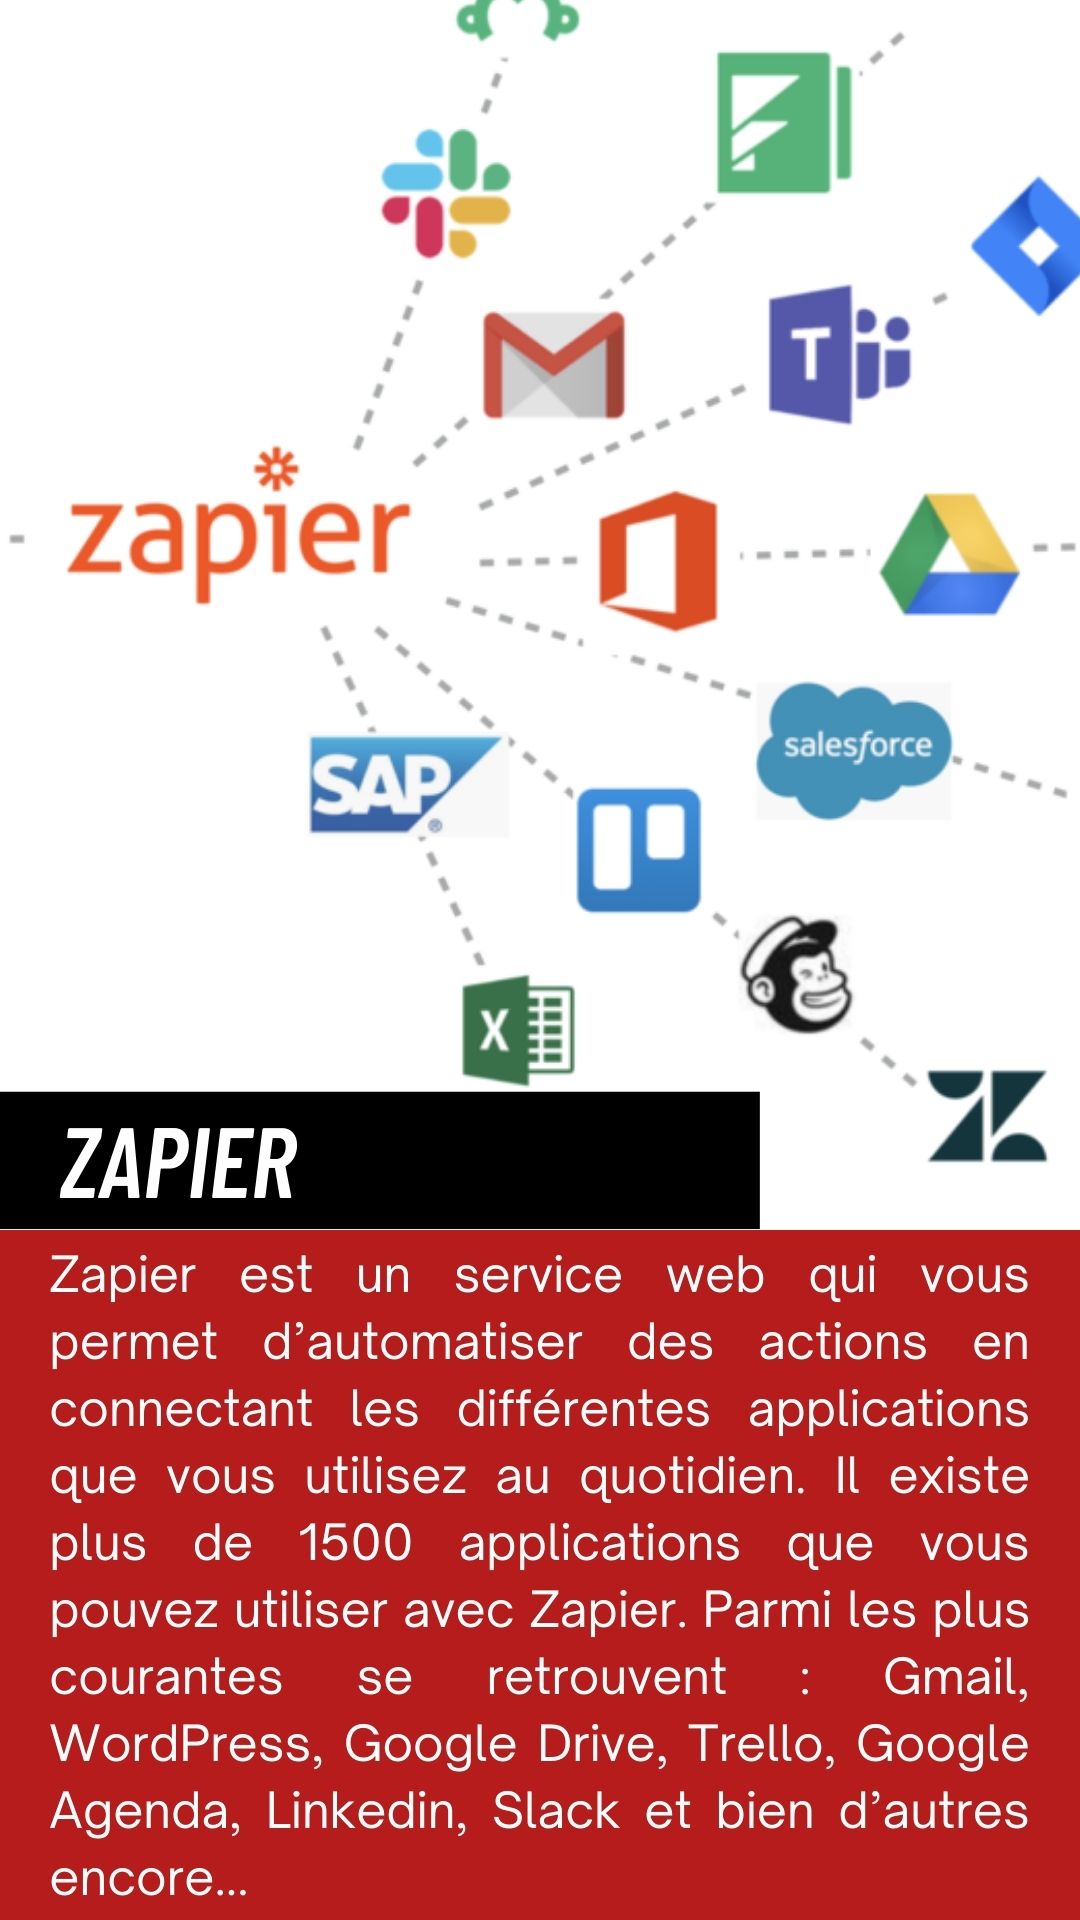 T
zapier
salesforce
SAP
®
X
ZAPIER
Zapier est un service web qui vous
permet d’automatiser des actions en
connectant les différentes applications
que vous utilisez au quotidien. Il existe
plus de 1500 applications que vous
pouvez utiliser avec Zapier. Parmi les plus
courantes se retrouvent : Gmail,
WordPress, Google Drive, Trello, Google
Agenda, Linkedin, Slack et bien d’autres
encore...